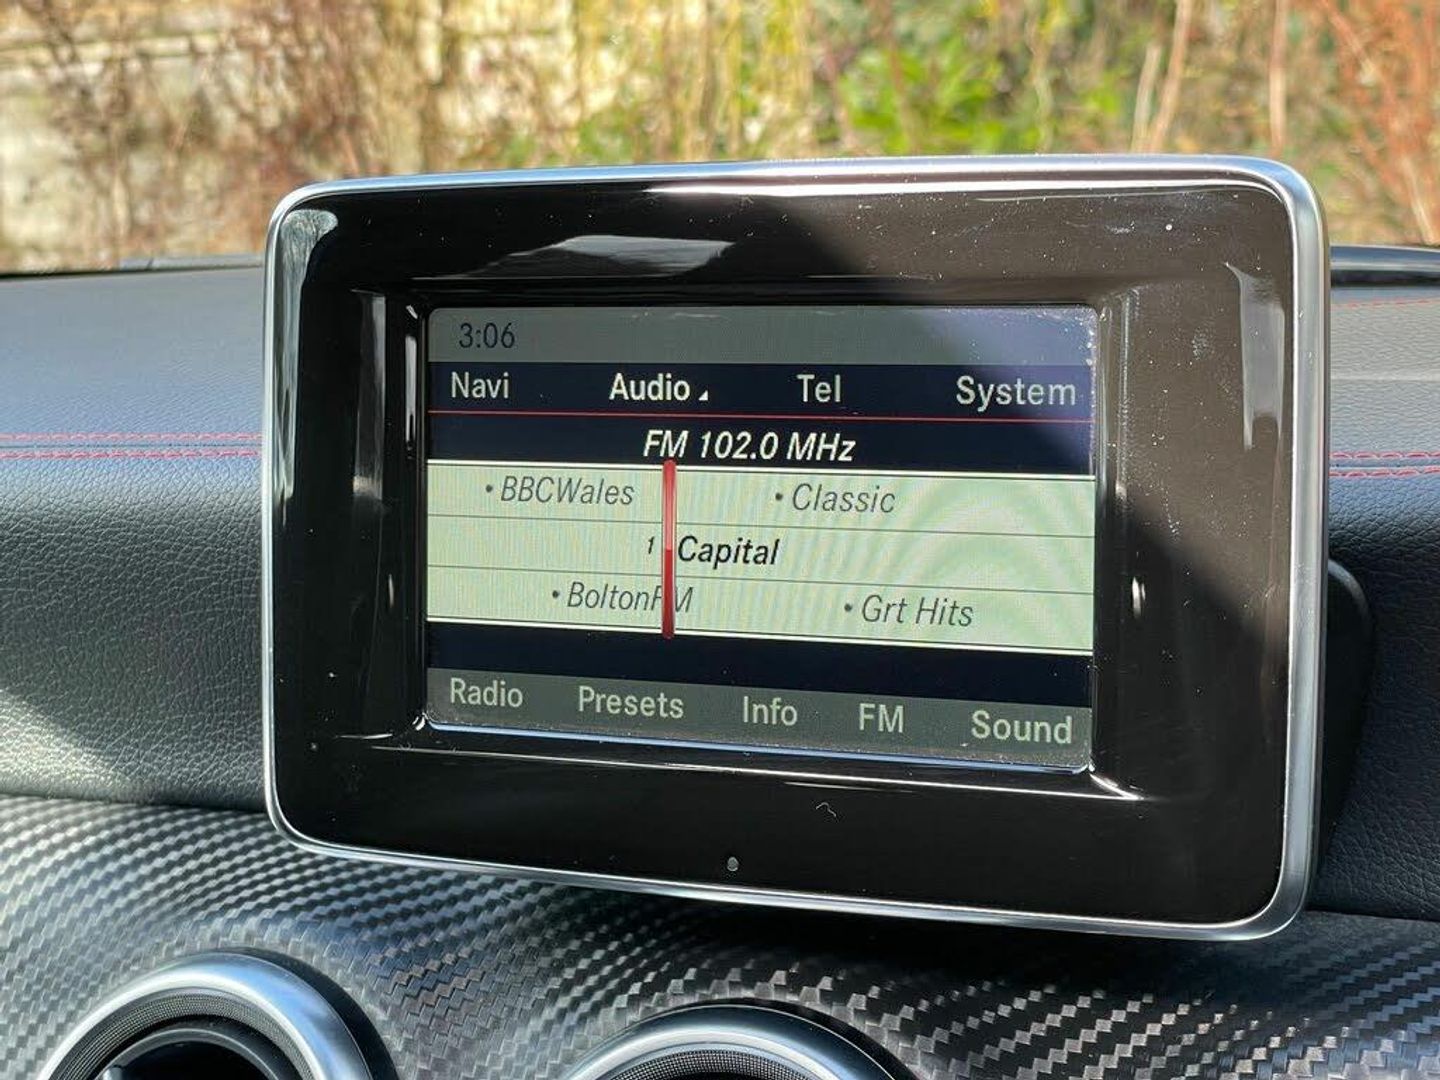 3:06
Navi Audio Tel System
FM 102.0 MHz
• BBCWales • Classic
1 Capital
• BoltonFM • Grt Hits
Radio Presets Info FM Sound